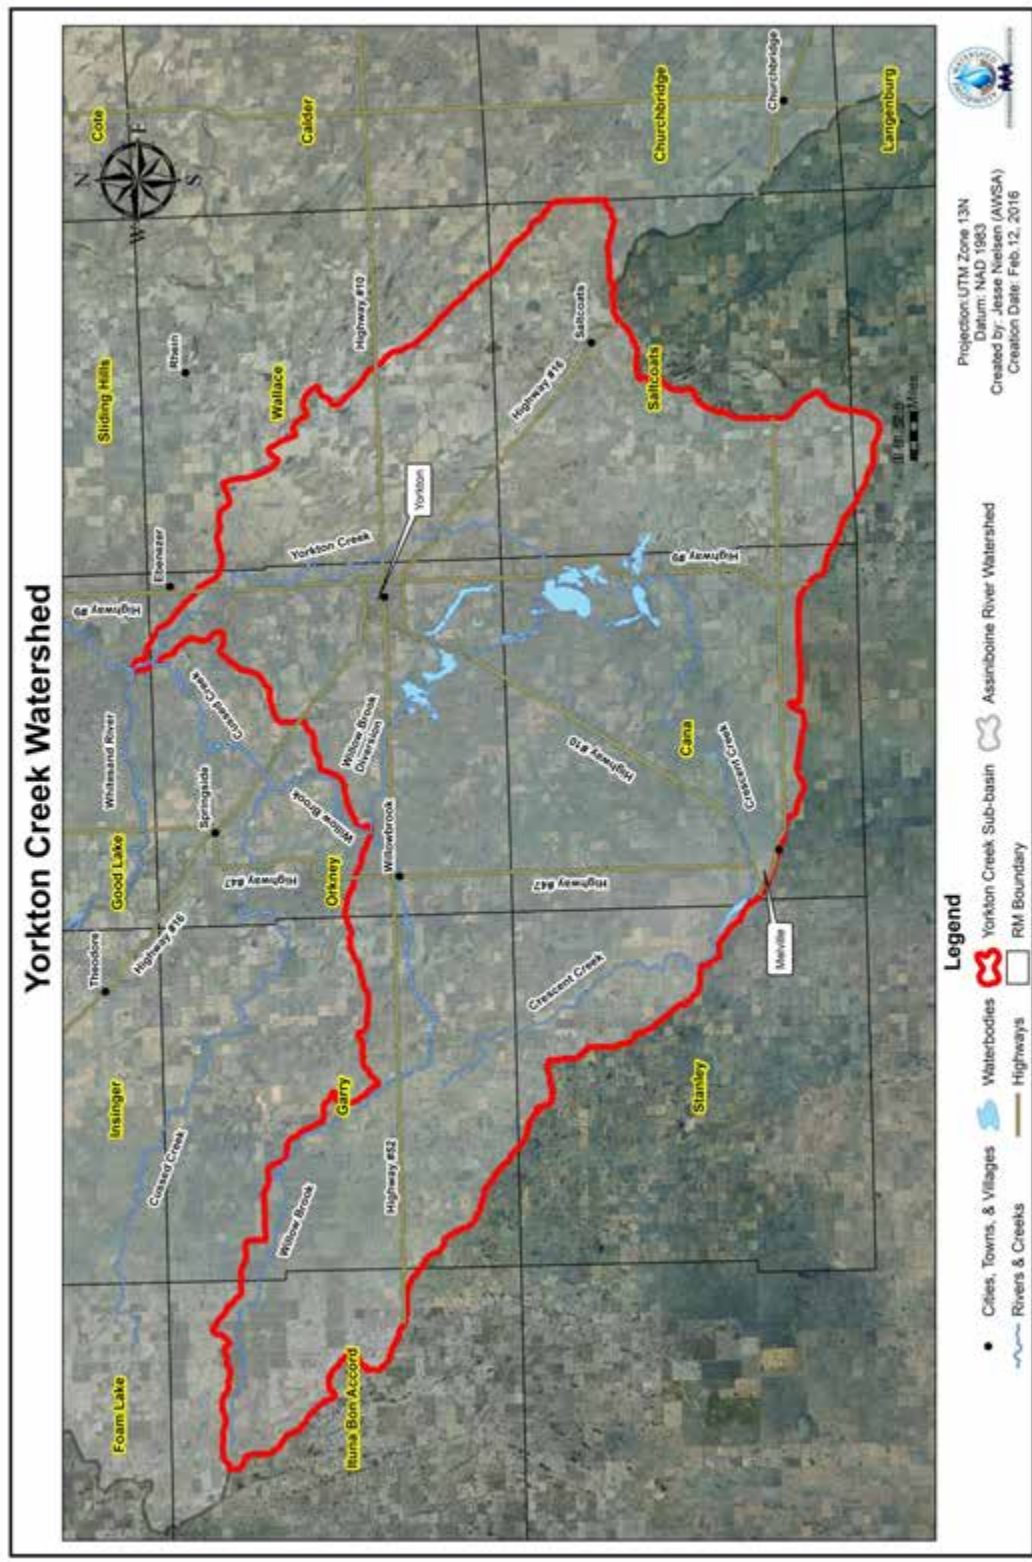 Yorkton Creek Watershed
Foam Lake
Insinger
Theodore
Good Lake
Whitesand River
Highway #9
Ebenezer
Sliding Hills
Rhein
Cote
N
E
S
W
Calder
Highway #16
Springside
Cussed Creek
Cussed Creek
Yorkton Creek
Wallace
Highway #10
Highway #47
Orkney
Willow Brook
Willow Brook
Diversion
Yorkton
Ituna Bon Accord
Willow Brook
Garry
Highway #52
Willowbrook
Highway #16
Saltcoats
Churchbridge
Churchbridge
Crescent Creek
Highway #47
Highway #10
Cana
Crescent Creek
Highway #9
Saltcoats
Stanley
Melville
Langenburg
Miles
Legend
Cities, Towns, & Villages
Waterbodies
Yorkton Creek Sub-basin
Assiniboine River Watershed
Rivers & Creeks
Highways
RM Boundary
Projection:UTM Zone 13N
Datum: NAD 1983
Created by: Jesse Nielsen (AWSA)
Creation Date: Feb.12, 2016
WATERSHED